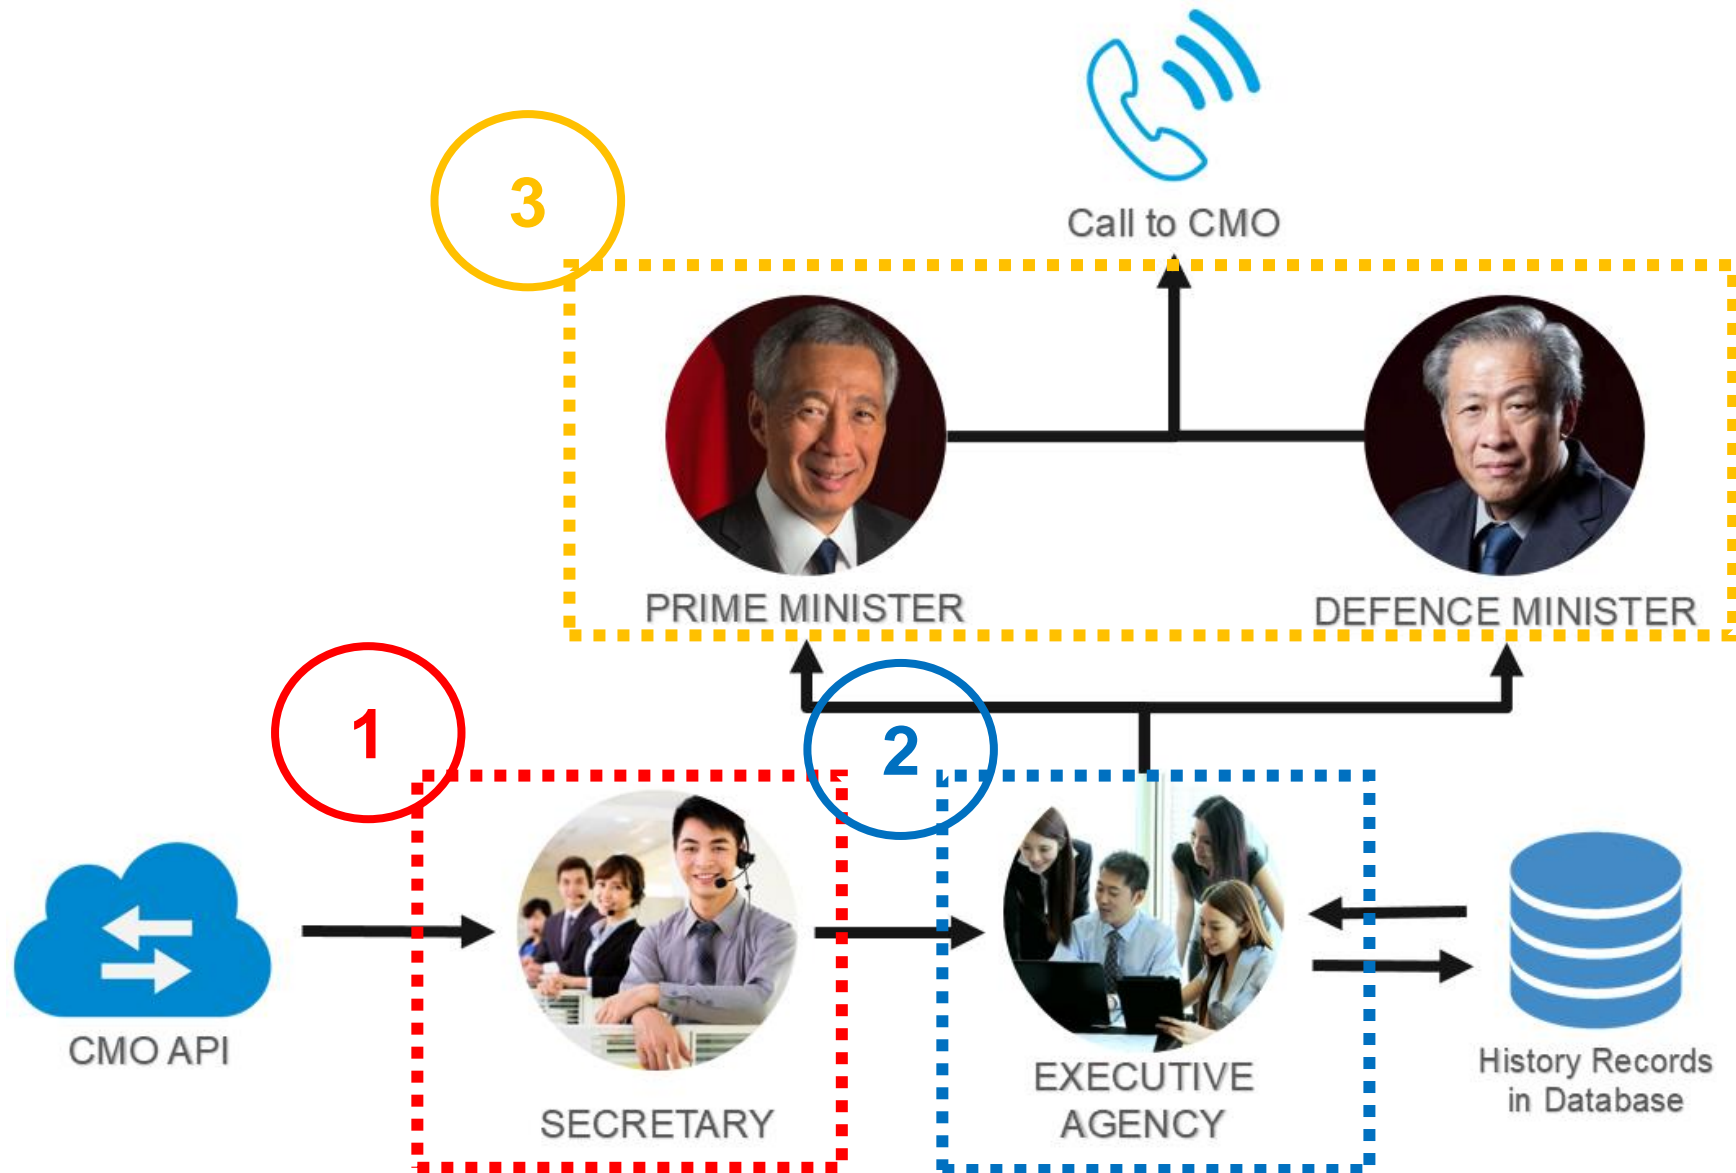 Call to CMO
3
PRIME MINISTER
DEFENCE MINISTER
1
2
CMO API
SECRETARY
EXECUTIVE
AGENCY
History Records
in Database